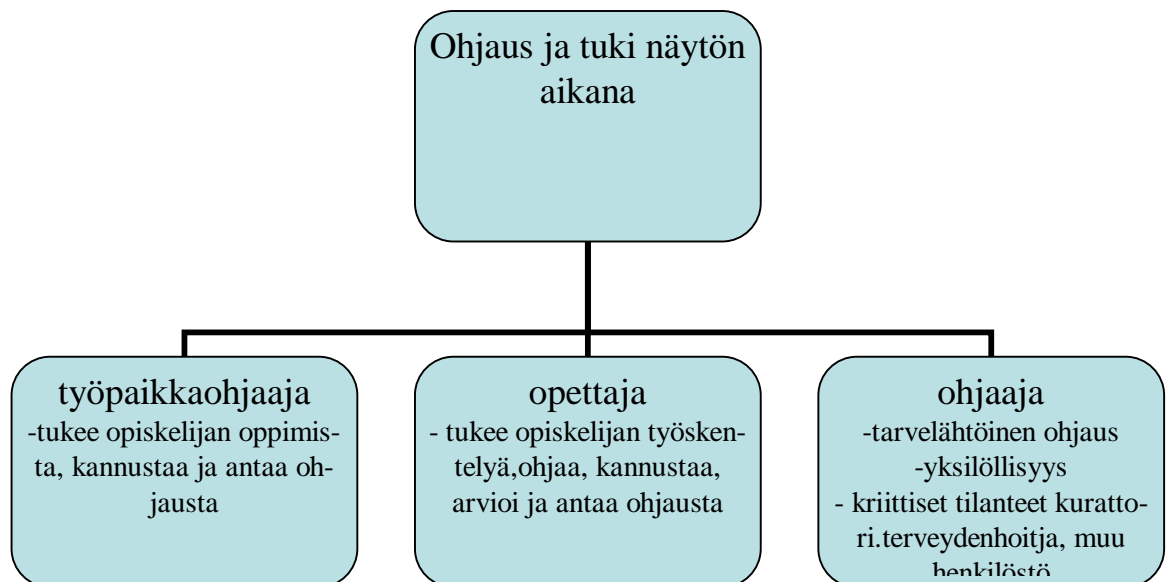 Ohjaus ja tuki näytön
aikana
työpaikkaohjaaja
-tukee opiskelijan oppimis-
ta, kannustaa ja antaa oh-
jausta
opettaja
- tukee opiskelijan työsken-
telyä,ohjaa, kannustaa,
arvioi ja antaa ohjausta
ohjaaja
-tarvelähtöinen ohjaus
-yksilöllisyys
- kriittiset tilanteet kuratto-
ri.terveydenhoitja, muu
henkilöstö